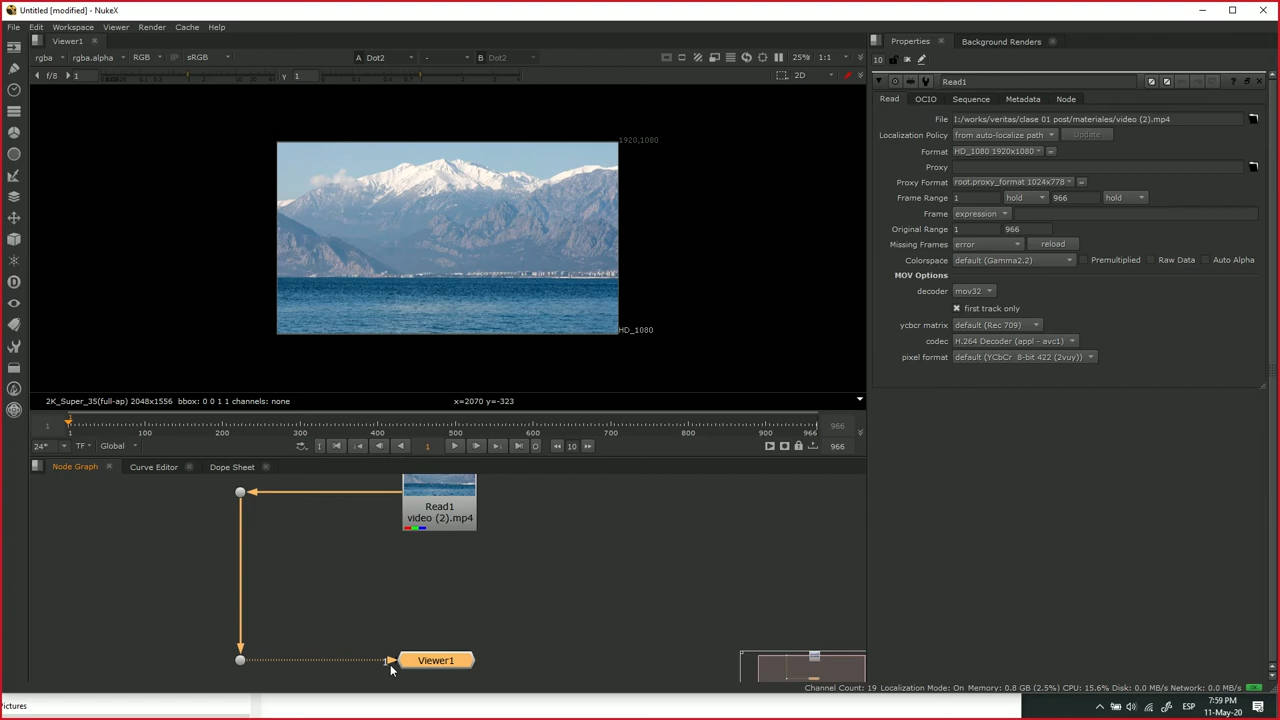 Untitled [modified] - NukeX
File Edit Workspace Viewer Render Cache Help
Viewer1
Properties Background Renders
rgba rgba.alpha RGB IP sRGB A Dot2 - B Dot2 25% 1:1
10
f/8 1 Y 1 2D
Read1
Read OCIO Sequence Metadata Node
File I:/works/veritas/clase 01 post/materiales/video (2).mp4
Localization Policy from auto-localize path Update
Format HD_1080 1920x1080
Proxy
Proxy Format root.proxy_format 1024x778
Frame Range 1 hold 966 hold
Frame expression
Original Range 1 966
Missing Frames error reload
Colorspace default (Gamma2.2) Premultiplied Raw Data Auto Alpha
MOV Options
decoder mov32
first track only
ycbcr matrix default (Rec 709)
codec H.264 Decoder (appl - avc1)
pixel format default (YCbCr 8-bit 422 (2vuy))
1920,1080
HD_1080
2K_Super_35(full-ap) 2048x1556 bbox: 0 0 1 1 channels: none x=2070 y=-323
1 1 100 200 300 400 500 600 700 800 900 966 966
24* TF Global 1 10 966
Node Graph Curve Editor Dope Sheet
Read1
video (2).mp4
1
Viewer1
Channel Count: 19 Localization Mode: On Memory: 0.8 GB (2.5%) CPU: 15.6% Disk: 0.0 MB/s Network: 0.0 MB/s
Pictures
ESP
7:59 PM
11-May-20